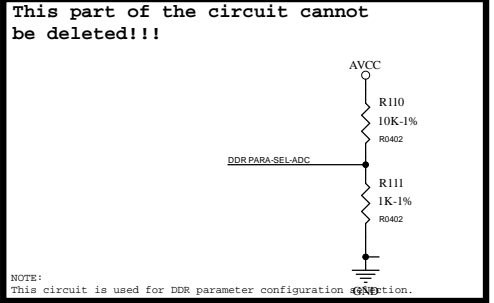 This part of the circuit cannot
be deleted!!!
AVCC
R110
10K-1%
R0402
DDR PARA-SEL-ADC
R111
1K-1%
R0402
GND
NOTE:
This circuit is used for DDR parameter configuration selection.